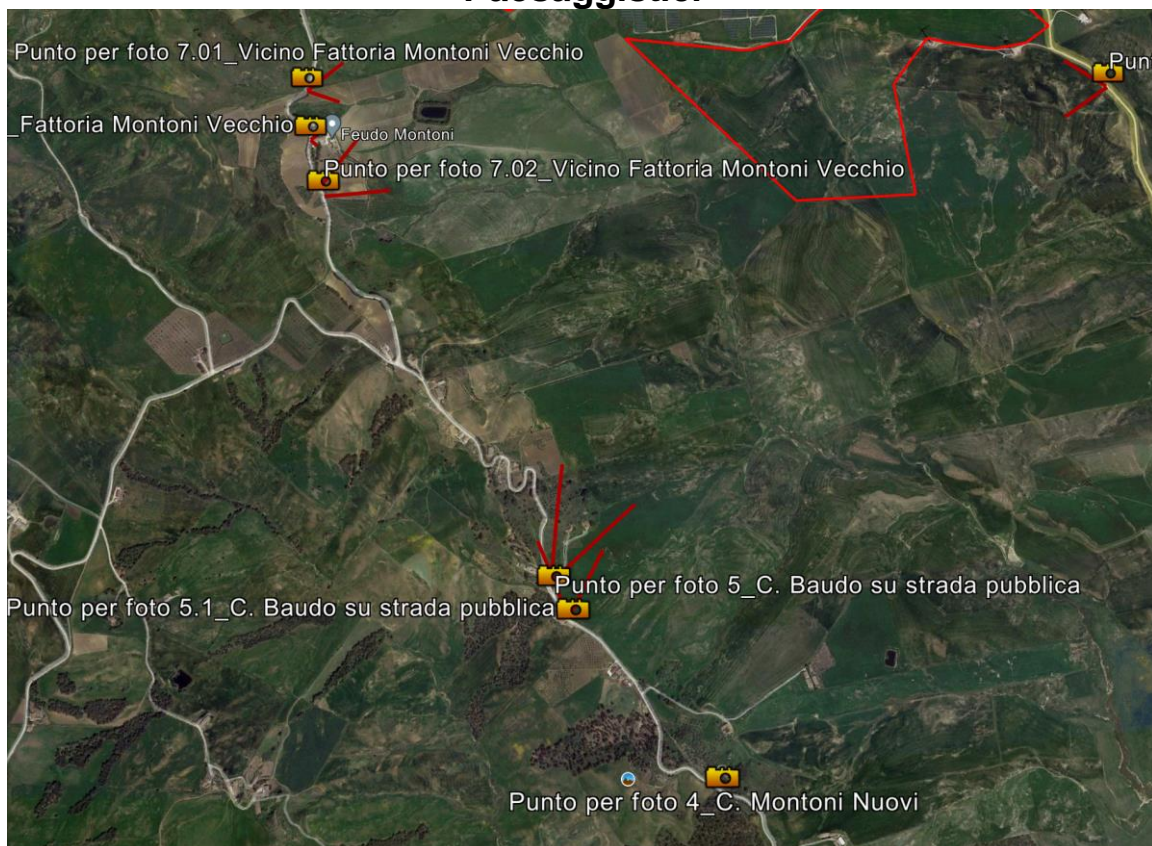 Punto per foto 7.01_Vicino Fattoria Montoni Vecchio
_Fattoria Montoni Vecchio
Feudo Montoni
Punto per foto 7.02_Vicino Fattoria Montoni Vecchio
Punto per foto 5_C. Baudo su strada pubblica
Punto per foto 5.1_C. Baudo su strada pubblica
Punto per foto 4_C. Montoni Nuovi